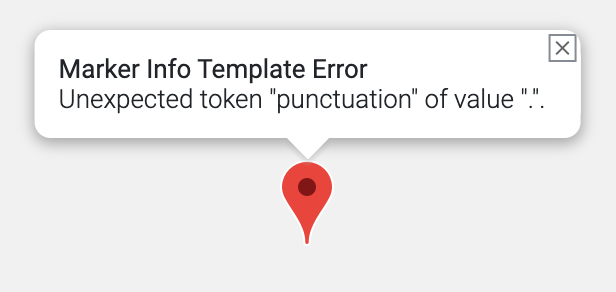 Marker Info Template Error
Unexpected token "punctuation" of value ".".